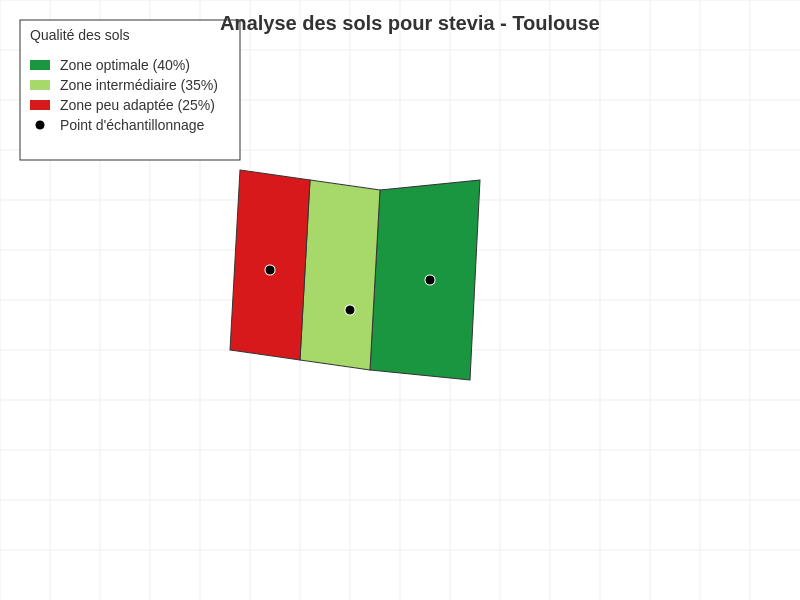 Analyse des sols pour stevia - Toulouse
Qualité des sols
Zone optimale (40%)
Zone intermédiaire (35%)
Zone peu adaptée (25%)
Point d'échantillonnage